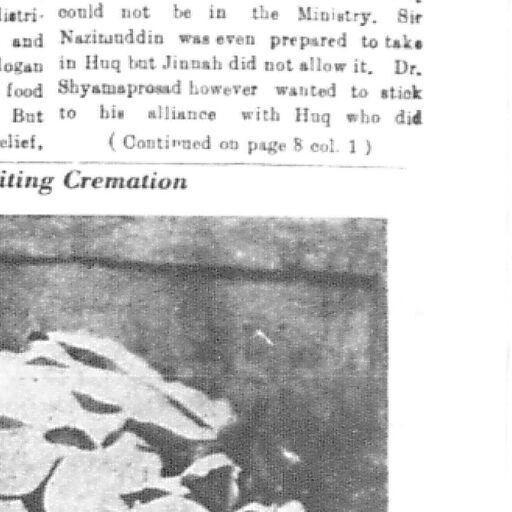 distri-
and
logan
food
But
elief,
could not be in the Ministry. Sir
Nazimuddin was even prepared to take
in Huq but Jinnah did not allow it. Dr.
Shyamaprosad however wanted to stick
to his alliance with Huq who did
( Continued on page 8 col. 1 )
iting Cremation